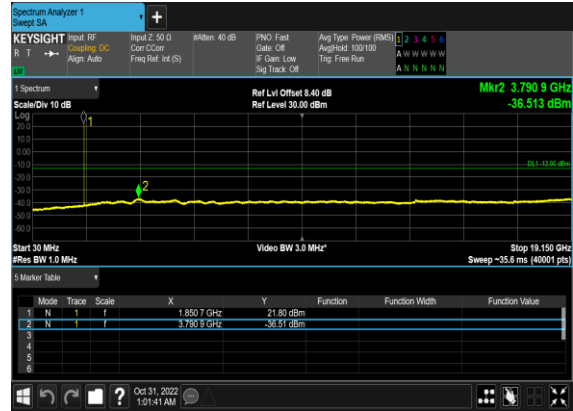 Spectrum Analyzer 1
Swept SA
KEYSIGHT
R T
LXI
Input: RF
Coupling: DC
Align: Auto
Input Z: 50 Ω
Corr CCorr
Freq Ref: Int (S)
#Atten: 40 dB
PNO: Fast
Gate: Off
IF Gain: Low
Sig Track: Off
Avg Type: Power (RMS)
Avg|Hold: 100/100
Trig: Free Run
1 2 3 4 5 6
A W W W W W
A N N N N N
1 Spectrum
Scale/Div 10 dB
Ref Lvl Offset 8.40 dB
Ref Level 30.00 dBm
Mkr2 3.790 9 GHz
-36.513 dBm
Log
20.0
10.0
0.00
-10.0
-20.0
-30.0
-40.0
-50.0
-60.0
1
2
DL1 -13.00 dBm
Start 30 MHz
#Res BW 1.0 MHz
Video BW 3.0 MHz*
Stop 19.150 GHz
Sweep ~35.6 ms (40001 pts)
5 Marker Table
Mode Trace Scale X Y Function Function Width Function Value
1 N 1 f 1.850 7 GHz 21.80 dBm
2 N 1 f 3.790 9 GHz -36.51 dBm
3
4
5
6
?
Oct 31, 2022
1:01:41 AM